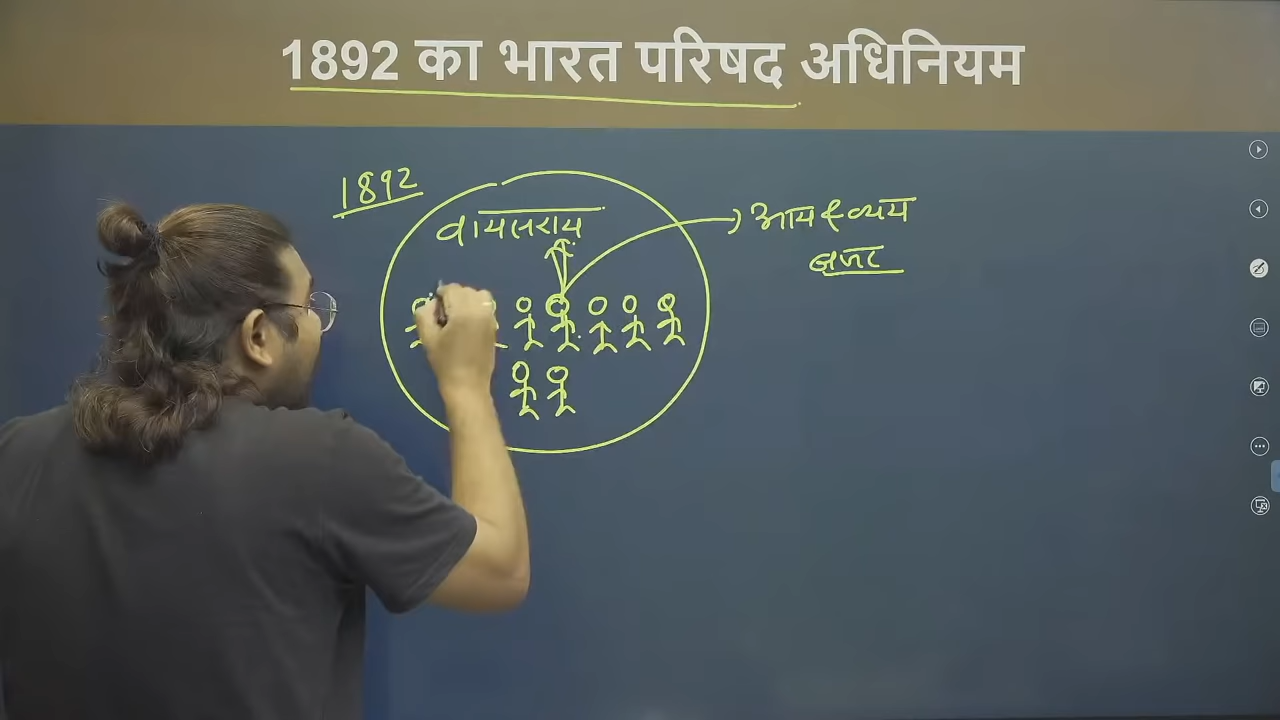 1892 का भारत परिषद अधिनियम
1892
वायसराय
आय & व्यय
बजट